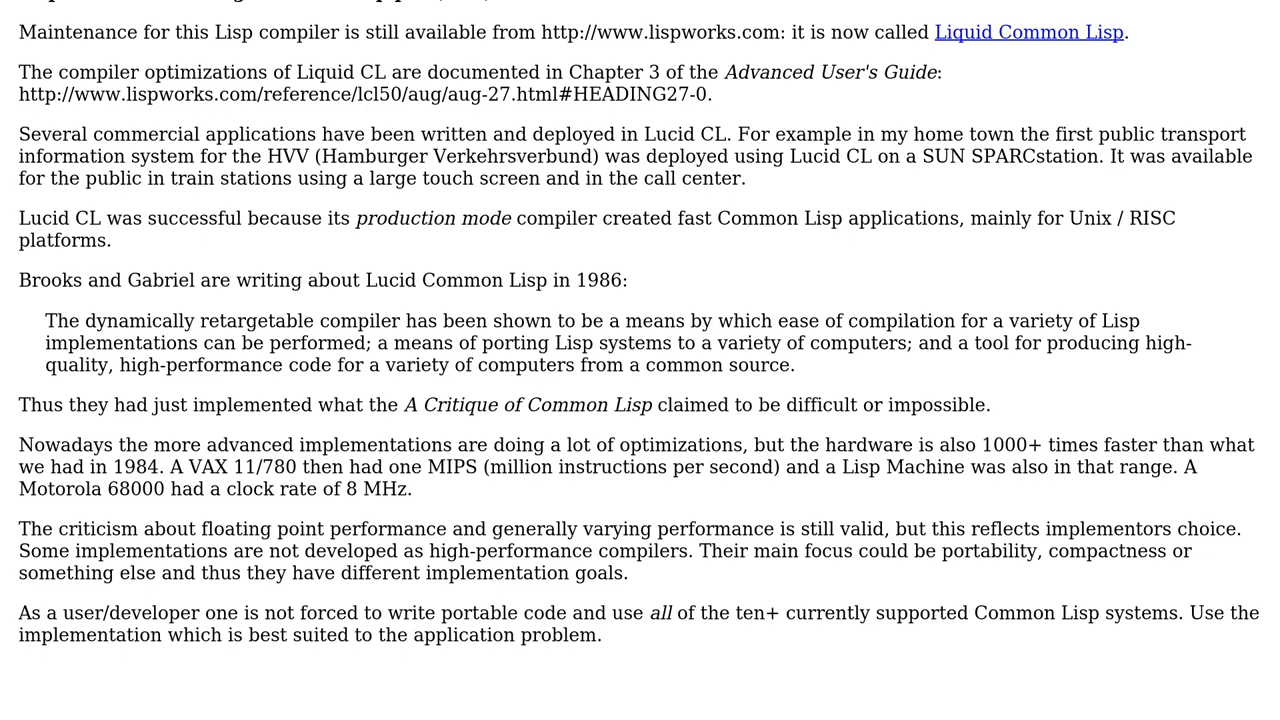 Maintenance for this Lisp compiler is still available from http://www.lispworks.com: it is now called Liquid Common Lisp.
The compiler optimizations of Liquid CL are documented in Chapter 3 of the Advanced User's Guide:
http://www.lispworks.com/reference/lcl50/aug/aug-27.html#HEADING27-0.
Several commercial applications have been written and deployed in Lucid CL. For example in my home town the first public transport
information system for the HVV (Hamburger Verkehrsverbund) was deployed using Lucid CL on a SUN SPARCstation. It was available
for the public in train stations using a large touch screen and in the call center.
Lucid CL was successful because its production mode compiler created fast Common Lisp applications, mainly for Unix / RISC
platforms.
Brooks and Gabriel are writing about Lucid Common Lisp in 1986:
The dynamically retargetable compiler has been shown to be a means by which ease of compilation for a variety of Lisp
implementations can be performed; a means of porting Lisp systems to a variety of computers; and a tool for producing high-
quality, high-performance code for a variety of computers from a common source.
Thus they had just implemented what the A Critique of Common Lisp claimed to be difficult or impossible.
Nowadays the more advanced implementations are doing a lot of optimizations, but the hardware is also 1000+ times faster than what
we had in 1984. A VAX 11/780 then had one MIPS (million instructions per second) and a Lisp Machine was also in that range. A
Motorola 68000 had a clock rate of 8 MHz.
The criticism about floating point performance and generally varying performance is still valid, but this reflects implementors choice.
Some implementations are not developed as high-performance compilers. Their main focus could be portability, compactness or
something else and thus they have different implementation goals.
As a user/developer one is not forced to write portable code and use all of the ten+ currently supported Common Lisp systems. Use the
implementation which is best suited to the application problem.